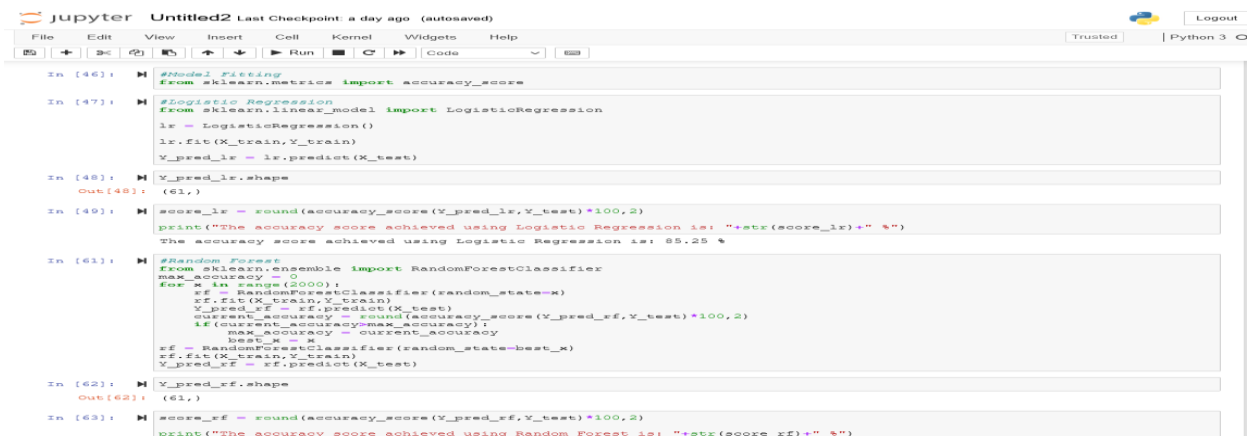 jupyter Untitled2 Last Checkpoint: a day ago (autosaved)
Logout
File Edit View Insert Cell Kernel Widgets Help
Trusted
Python 3
Run
Code
In [46]:
#Model Fitting
from sklearn.metrics import accuracy_score
In [47]:
#Logistic Regression
from sklearn.linear_model import LogisticRegression
lr = LogisticRegression()
lr.fit(X_train,Y_train)
Y_pred_lr = lr.predict(X_test)
In [48]:
Y_pred_lr.shape
Out[48]: (61,)
In [49]:
score_lr = round(accuracy_score(Y_pred_lr,Y_test)*100,2)
print("The accuracy score achieved using Logistic Regression is: "+str(score_lr)+" %")
The accuracy score achieved using Logistic Regression is: 85.25 %
In [61]:
#Random Forest
from sklearn.ensemble import RandomForestClassifier
max_accuracy = 0
for x in range(2000):
    rf = RandomForestClassifier(random_state=x)
    rf.fit(X_train,Y_train)
    Y_pred_rf = rf.predict(X_test)
    current_accuracy = round(accuracy_score(Y_pred_rf,Y_test)*100,2)
    if(current_accuracy>max_accuracy):
        max_accuracy = current_accuracy
        best_x = x
rf = RandomForestClassifier(random_state=best_x)
rf.fit(X_train,Y_train)
Y_pred_rf = rf.predict(X_test)
In [62]:
Y_pred_rf.shape
Out[62]: (61,)
In [63]:
score_rf = round(accuracy_score(Y_pred_rf,Y_test)*100,2)
print("The accuracy score achieved using Random Forest is: "+str(score_rf)+" %")